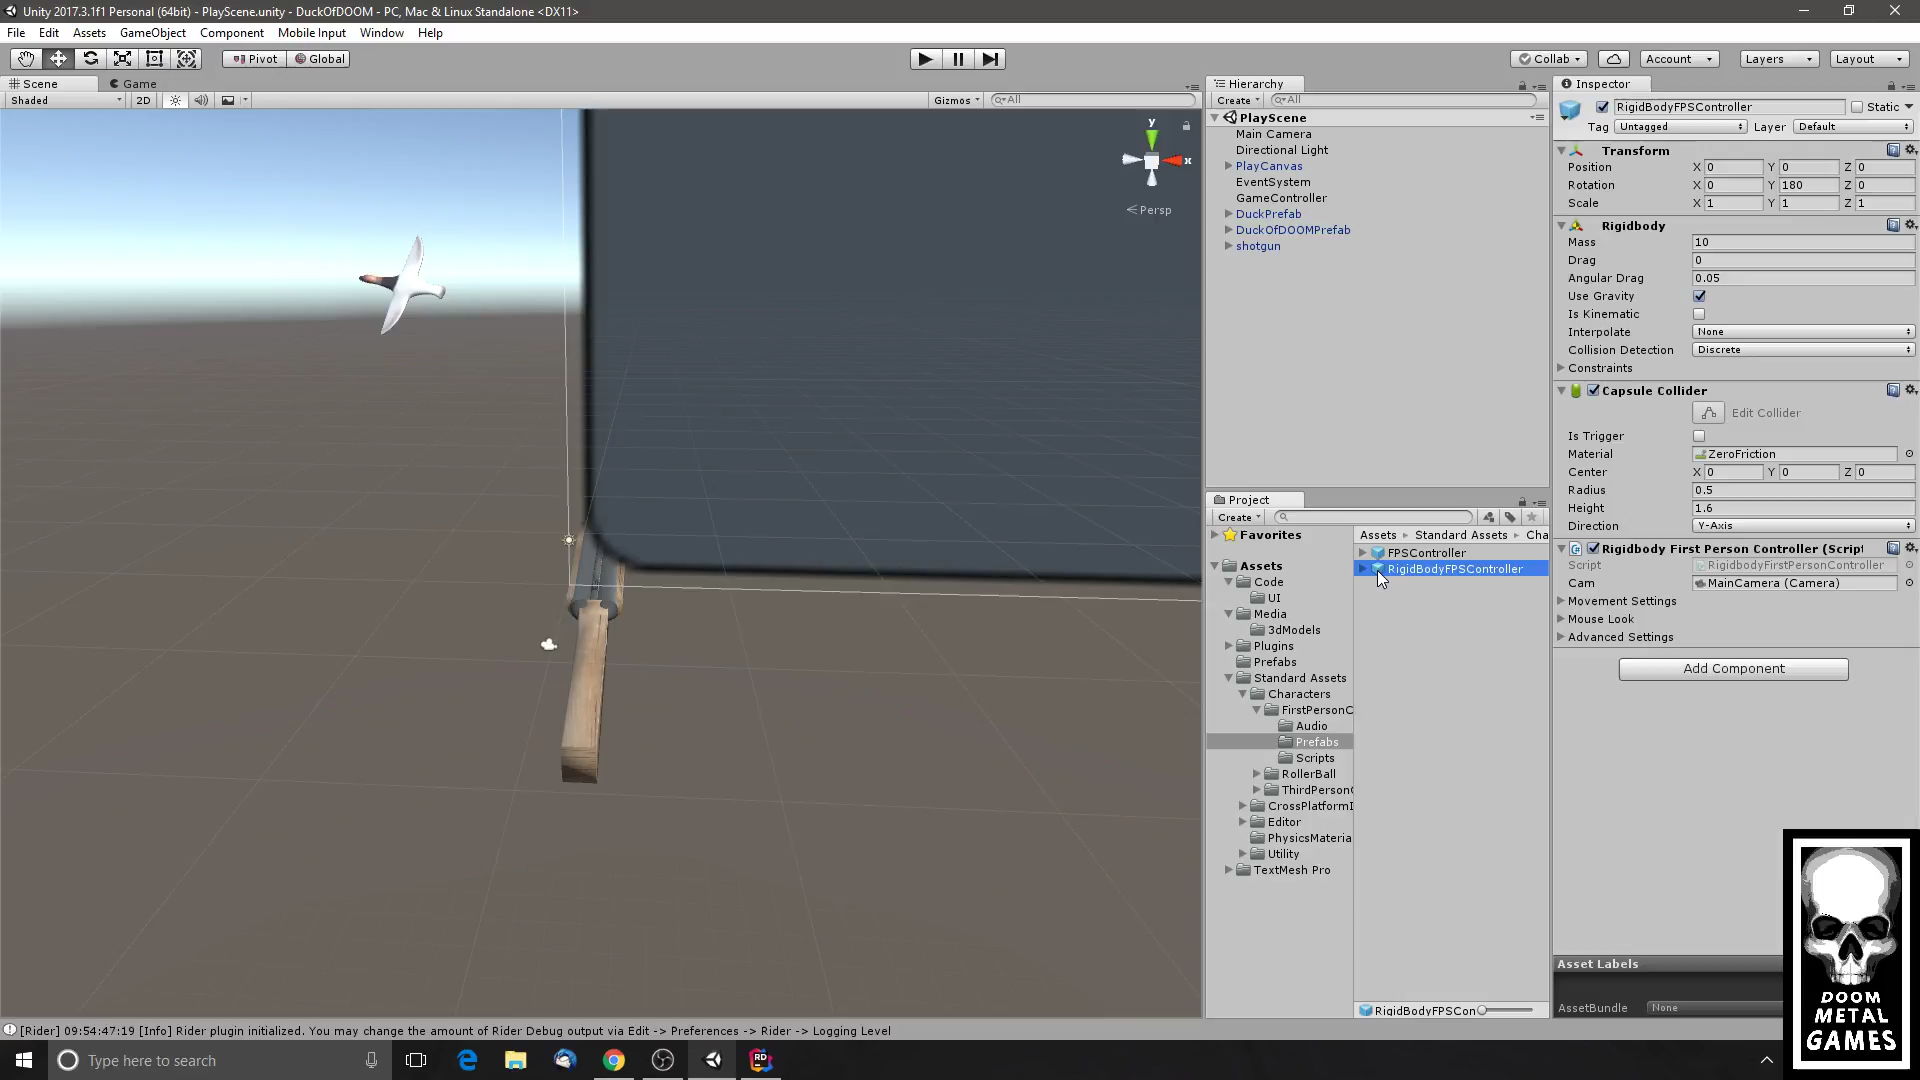 Unity 2017.3.1f1 Personal (64bit) - PlayScene.unity - DuckOfDOOM - PC, Mac & Linux Standalone <DX11>
File Edit Assets GameObject Component Mobile Input Window Help
Pivot Global Collab Account Layers Layout
Scene Game
Shaded 2D Gizmos All
y
x
Persp
Hierarchy
Create All
PlayScene
Main Camera
Directional Light
PlayCanvas
EventSystem
GameController
DuckPrefab
DuckOfDOOMPrefab
shotgun
Project
Create
Favorites
Assets
Code
UI
Media
3dModels
Plugins
Prefabs
Standard Assets
Characters
FirstPersonC
Audio
Prefabs
Scripts
RollerBall
ThirdPersonC
CrossPlatformI
Editor
PhysicsMateria
Utility
TextMesh Pro
Assets Standard Assets Cha
FPSController
RigidBodyFPSController
RigidBodyFPSCon
Inspector
RigidBodyFPSController Static
Tag Untagged Layer Default
Transform
Position X 0 Y 0 Z 0
Rotation X 0 Y 180 Z 0
Scale X 1 Y 1 Z 1
Rigidbody
Mass 10
Drag 0
Angular Drag 0.05
Use Gravity
Is Kinematic
Interpolate None
Collision Detection Discrete
Constraints
Capsule Collider
Edit Collider
Is Trigger
Material ZeroFriction
Center X 0 Y 0 Z 0
Radius 0.5
Height 1.6
Direction Y-Axis
Rigidbody First Person Controller (Script
Script RigidbodyFirstPersonController
Cam MainCamera (Camera)
Movement Settings
Mouse Look
Advanced Settings
Add Component
Asset Labels
AssetBundle None
DOOM
METAL
GAMES
[Rider] 09:54:47:19 [Info] Rider plugin initialized. You may change the amount of Rider Debug output via Edit -> Preferences -> Rider -> Logging Level
Type here to search
RD